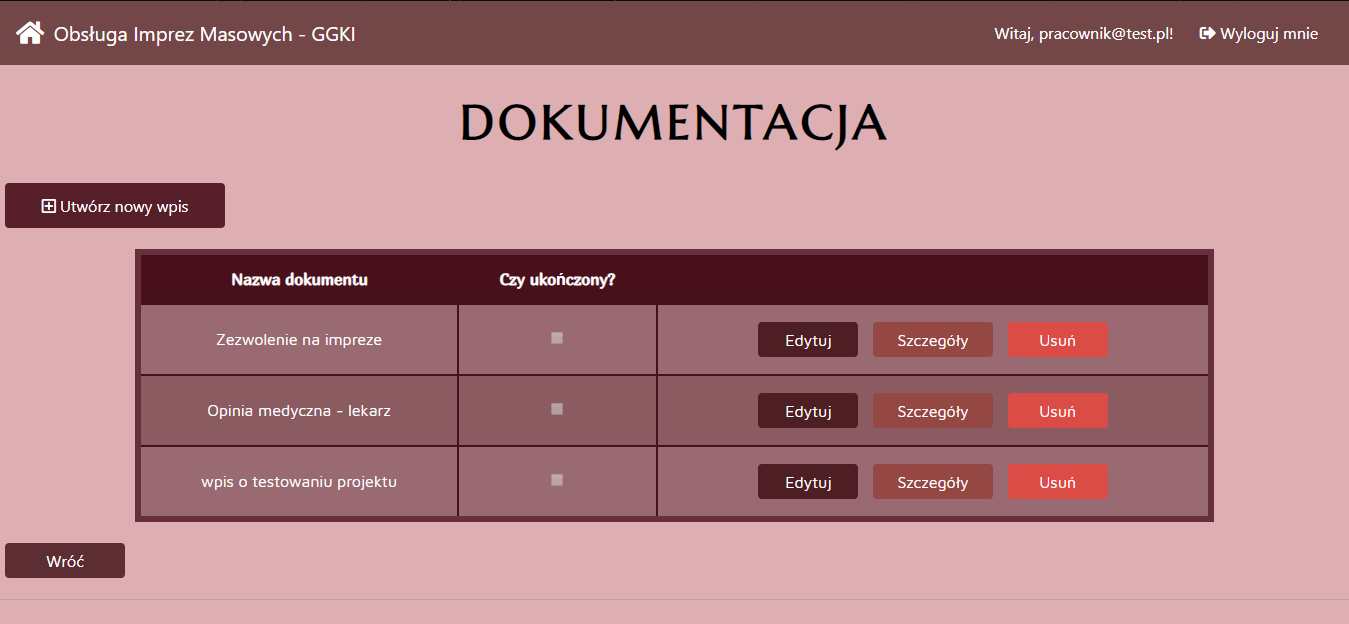 Obsługa Imprez Masowych - GGKI
Witaj, pracownik@test.pl! Wyloguj mnie
DOKUMENTACJA
Utwórz nowy wpis
Nazwa dokumentu Czy ukończony?
Zezwolenie na impreze Edytuj Szczegóły Usuń
Opinia medyczna - lekarz Edytuj Szczegóły Usuń
wpis o testowaniu projektu Edytuj Szczegóły Usuń
Wróć